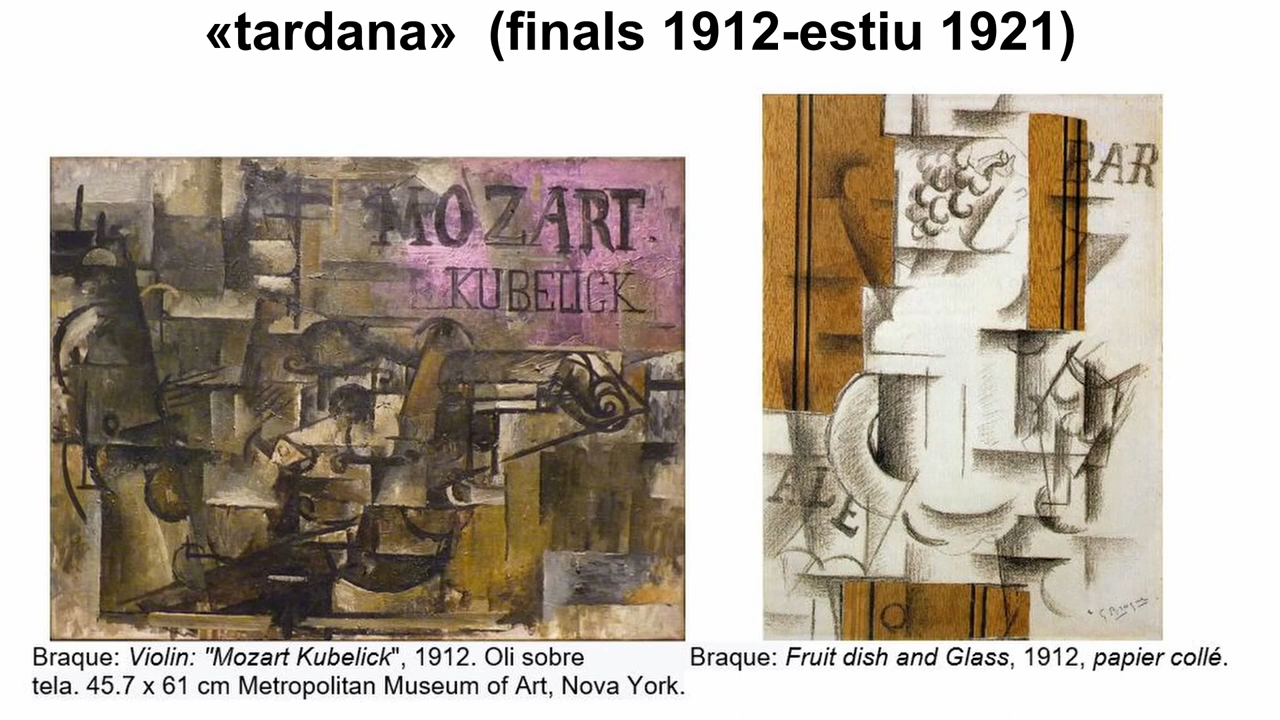 «tardana» (finals 1912-estiu 1921)
MOZART.
KUBELICK
BAR
ALE
G Braque
Braque: Violin: "Mozart Kubelick", 1912. Oli sobre
tela. 45.7 x 61 cm Metropolitan Museum of Art, Nova York.
Braque: Fruit dish and Glass, 1912, papier collé.